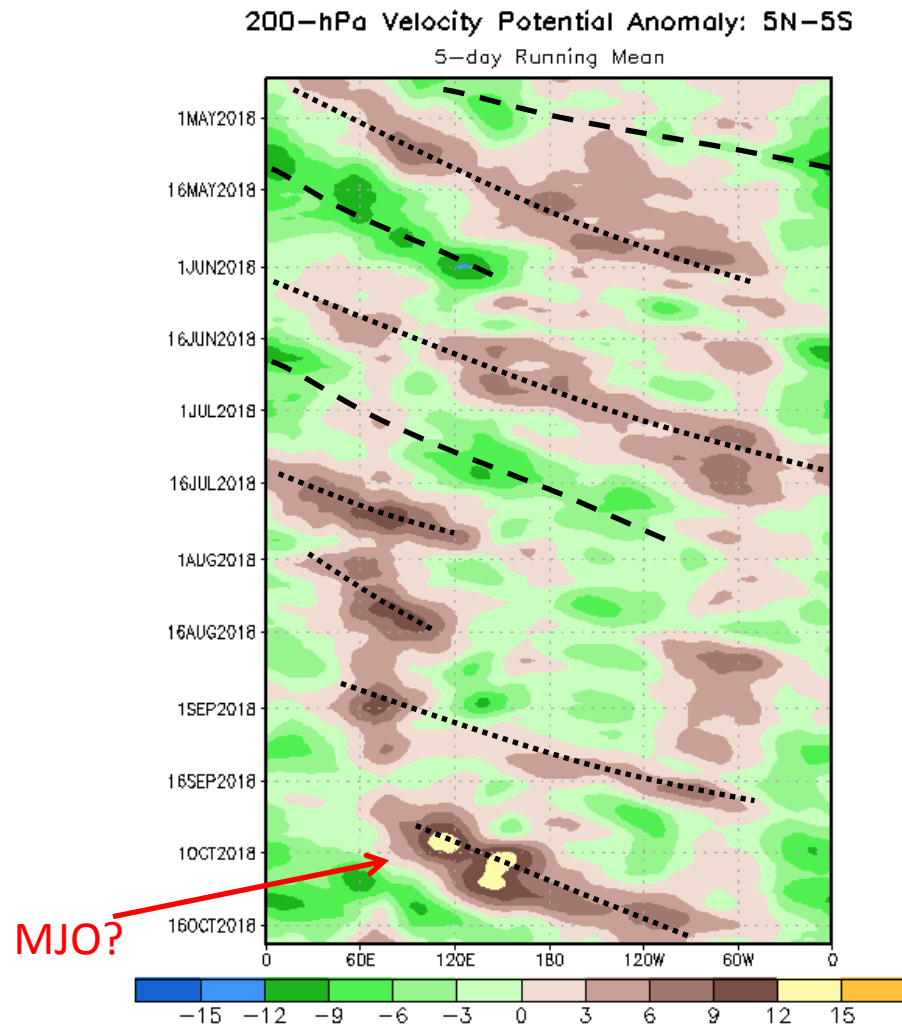 200-hPa Velocity Potential Anomaly: 5N-5S
5-day Running Mean
1MAY2018
16MAY2018
1JUN2018
16JUN2018
1JUL2018
16JUL2018
1AUG2018
16AUG2018
1SEP2018
16SEP2018
1OCT2018
16OCT2018
MJO?
0 60E 120E 180 120W 60W 0
-15 -12 -9 -6 -3 0 3 6 9 12 15